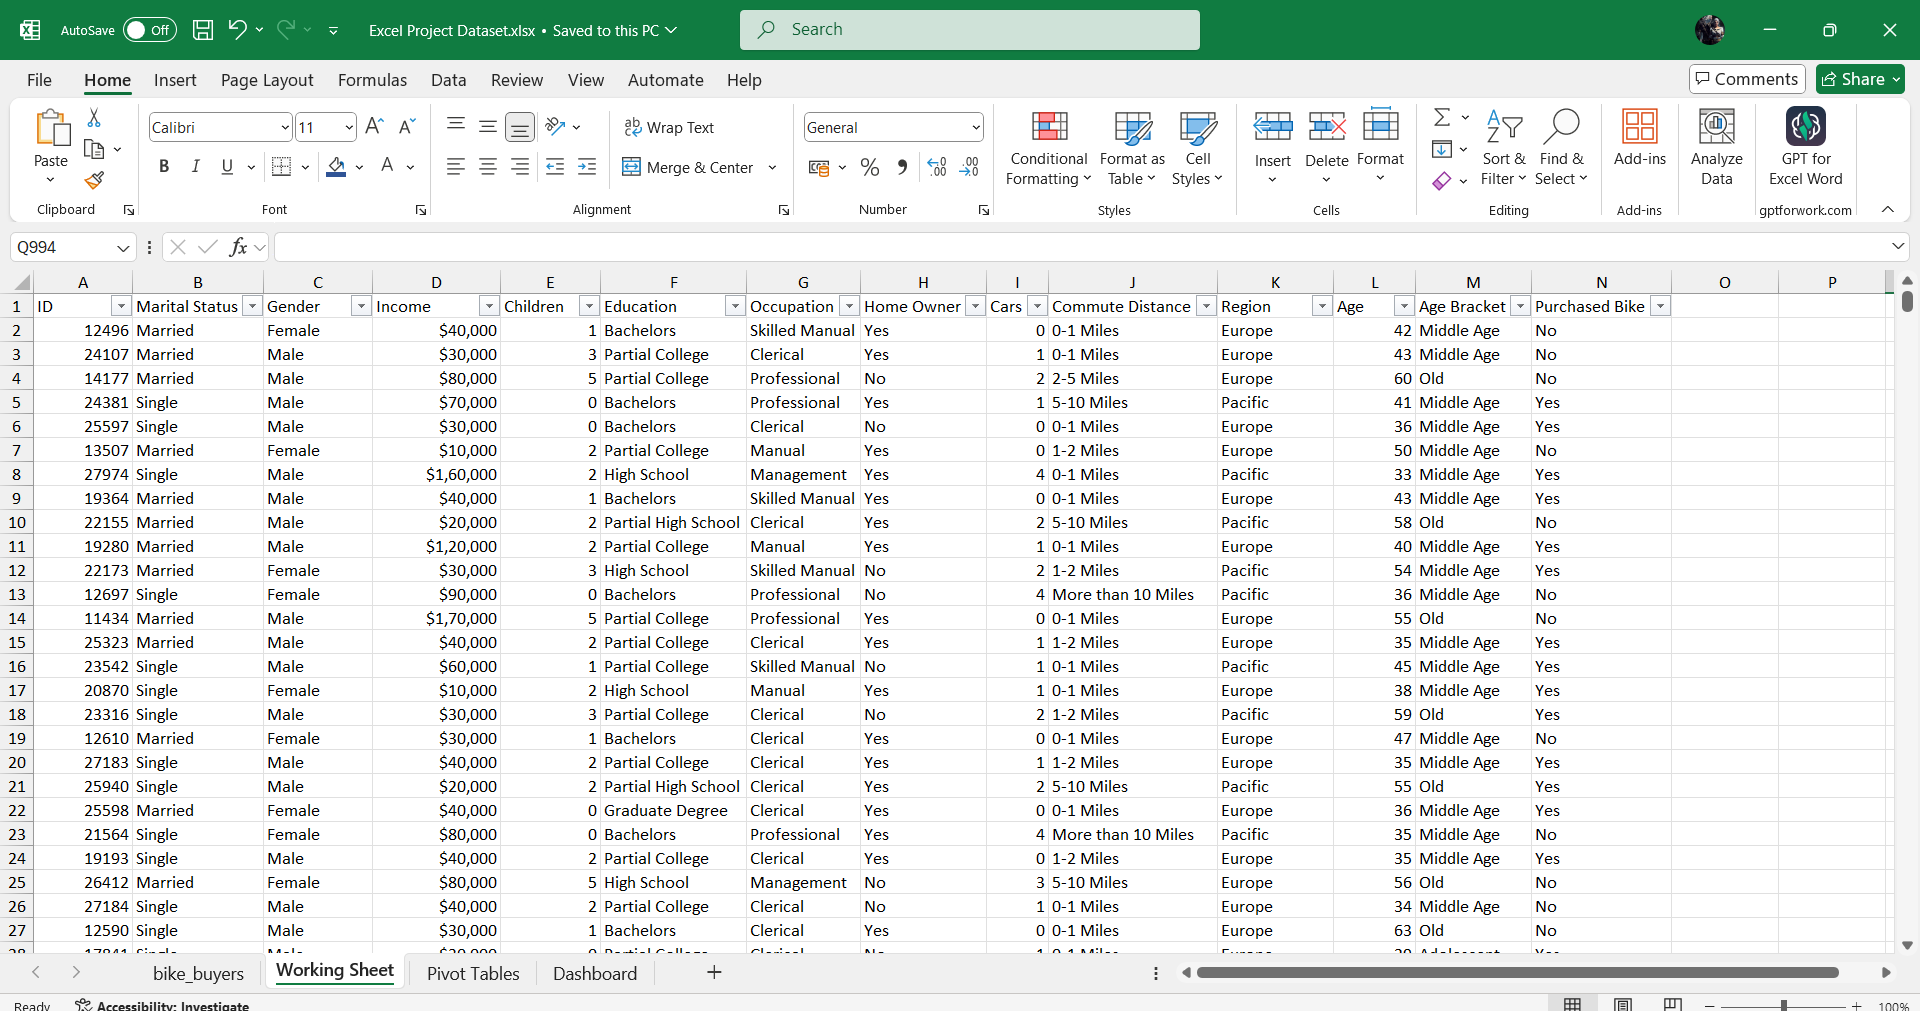 AutoSave Off Excel Project Dataset.xlsx • Saved to this PC Search
File Home Insert Page Layout Formulas Data Review View Automate Help Comments Share
Paste Calibri 11 Wrap Text General Conditional Formatting Format as Table Cell Styles Insert Delete Format Sort & Filter Find & Select Add-ins Analyze Data GPT for Excel Word
B I U A Merge & Center % 
Clipboard Font Alignment Number Styles Cells Editing Add-ins gptforwork.com
Q994 fx
A B C D E F G H I J K L M N O P
1 ID Marital Status Gender Income Children Education Occupation Home Owner Cars Commute Distance Region Age Age Bracket Purchased Bike
2 12496 Married Female $40,000 1 Bachelors Skilled Manual Yes 0 0-1 Miles Europe 42 Middle Age No
3 24107 Married Male $30,000 3 Partial College Clerical Yes 1 0-1 Miles Europe 43 Middle Age No
4 14177 Married Male $80,000 5 Partial College Professional No 2 2-5 Miles Europe 60 Old No
5 24381 Single Male $70,000 0 Bachelors Professional Yes 1 5-10 Miles Pacific 41 Middle Age Yes
6 25597 Single Male $30,000 0 Bachelors Clerical No 0 0-1 Miles Europe 36 Middle Age Yes
7 13507 Married Female $10,000 2 Partial College Manual Yes 0 1-2 Miles Europe 50 Middle Age No
8 27974 Single Male $1,60,000 2 High School Management Yes 4 0-1 Miles Pacific 33 Middle Age Yes
9 19364 Married Male $40,000 1 Bachelors Skilled Manual Yes 0 0-1 Miles Europe 43 Middle Age Yes
10 22155 Married Male $20,000 2 Partial High School Clerical Yes 2 5-10 Miles Pacific 58 Old No
11 19280 Married Male $1,20,000 2 Partial College Manual Yes 1 0-1 Miles Europe 40 Middle Age Yes
12 22173 Married Female $30,000 3 High School Skilled Manual No 2 1-2 Miles Pacific 54 Middle Age Yes
13 12697 Single Female $90,000 0 Bachelors Professional No 4 More than 10 Miles Pacific 36 Middle Age No
14 11434 Married Male $1,70,000 5 Partial College Professional Yes 0 0-1 Miles Europe 55 Old No
15 25323 Married Male $40,000 2 Partial College Clerical Yes 1 1-2 Miles Europe 35 Middle Age Yes
16 23542 Single Male $60,000 1 Partial College Skilled Manual No 1 0-1 Miles Pacific 45 Middle Age Yes
17 20870 Single Female $10,000 2 High School Manual Yes 1 0-1 Miles Europe 38 Middle Age Yes
18 23316 Single Male $30,000 3 Partial College Clerical No 2 1-2 Miles Pacific 59 Old Yes
19 12610 Married Female $30,000 1 Bachelors Clerical Yes 0 0-1 Miles Europe 47 Middle Age No
20 27183 Single Male $40,000 2 Partial College Clerical Yes 1 1-2 Miles Europe 35 Middle Age Yes
21 25940 Single Male $20,000 2 Partial High School Clerical Yes 2 5-10 Miles Pacific 55 Old Yes
22 25598 Married Female $40,000 0 Graduate Degree Clerical Yes 0 0-1 Miles Europe 36 Middle Age Yes
23 21564 Single Female $80,000 0 Bachelors Professional Yes 4 More than 10 Miles Pacific 35 Middle Age No
24 19193 Single Male $40,000 2 Partial College Clerical Yes 0 1-2 Miles Europe 35 Middle Age Yes
25 26412 Married Female $80,000 5 High School Management No 3 5-10 Miles Europe 56 Old No
26 27184 Single Male $40,000 2 Partial College Clerical No 1 0-1 Miles Europe 34 Middle Age No
27 12590 Single Male $30,000 1 Bachelors Clerical Yes 0 0-1 Miles Europe 63 Old No
bike_buyers Working Sheet Pivot Tables Dashboard
Ready Accessibility: Investigate 100%